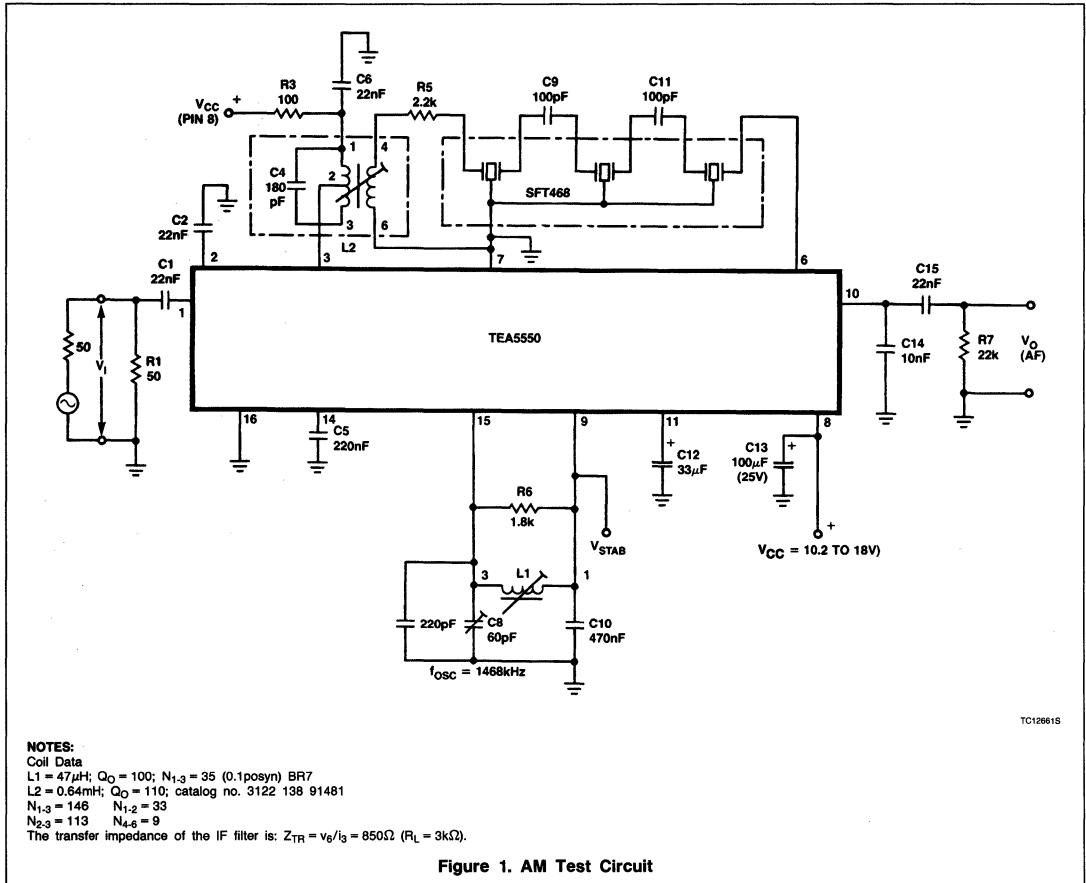 C6
22nF
R3
100
VCC
(PIN 8)
+
R5
2.2k
C9
100pF
C11
100pF
1
4
C4
180
pF
2
3
6
L2
SFT468
C2
22nF
2
3
7
6
C1
22nF
1
TEA5550
10
C15
22nF
50
VI
R1
50
C14
10nF
R7
22k
VO
(AF)
16
14
C5
220nF
15
9
11
+
C12
33μF
8
C13
100μF
(25V)
+
R6
1.8k
VSTAB
+
VCC = 10.2 TO 18V)
3
L1
1
220pF
C8
60pF
C10
470nF
fOSC = 1468kHz
TC12661S
NOTES:
Coil Data
L1 = 47μH; QO = 100; N1-3 = 35 (0.1posyn) BR7
L2 = 0.64mH; QO = 110; catalog no. 3122 138 91481
N1-3 = 146 N1-2 = 33
N2-3 = 113 N4-6 = 9
The transfer impedance of the IF filter is: ZTR = v6/i3 = 850Ω (RL = 3kΩ).
Figure 1. AM Test Circuit